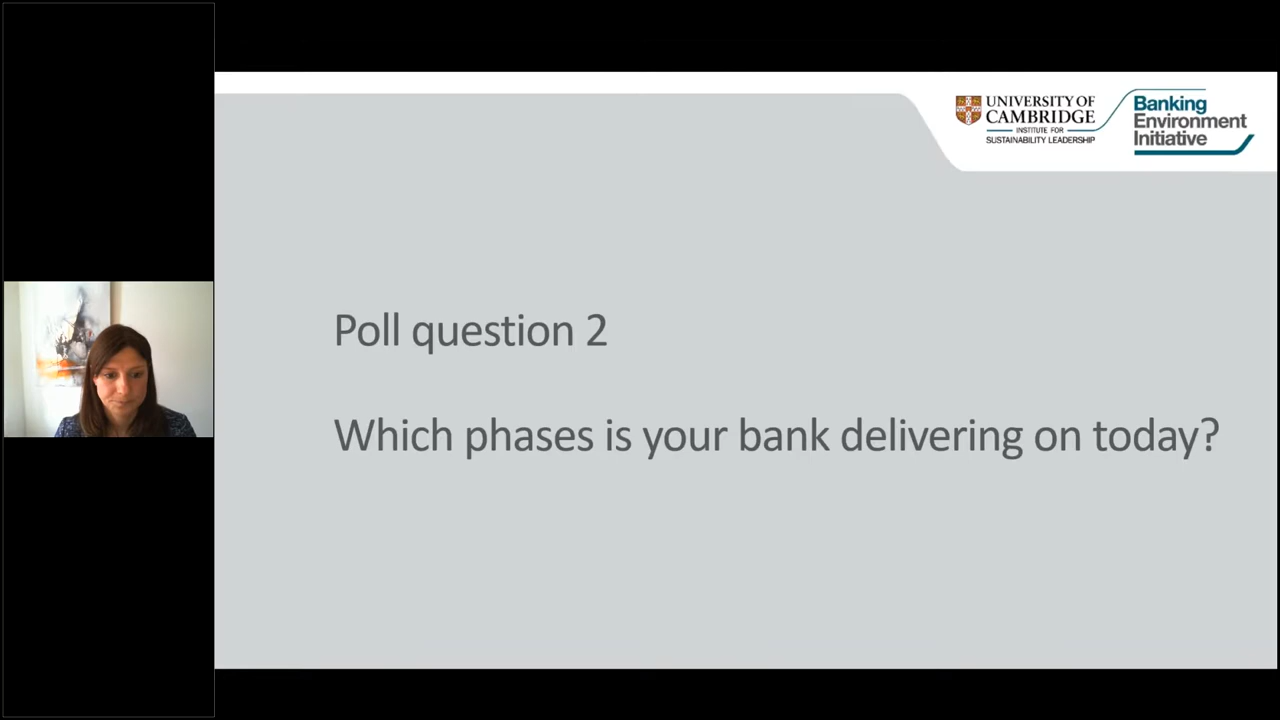 UNIVERSITY OF
CAMBRIDGE
INSTITUTE FOR
SUSTAINABILITY LEADERSHIP
Banking
Environment
Initiative
Poll question 2
Which phases is your bank delivering on today?